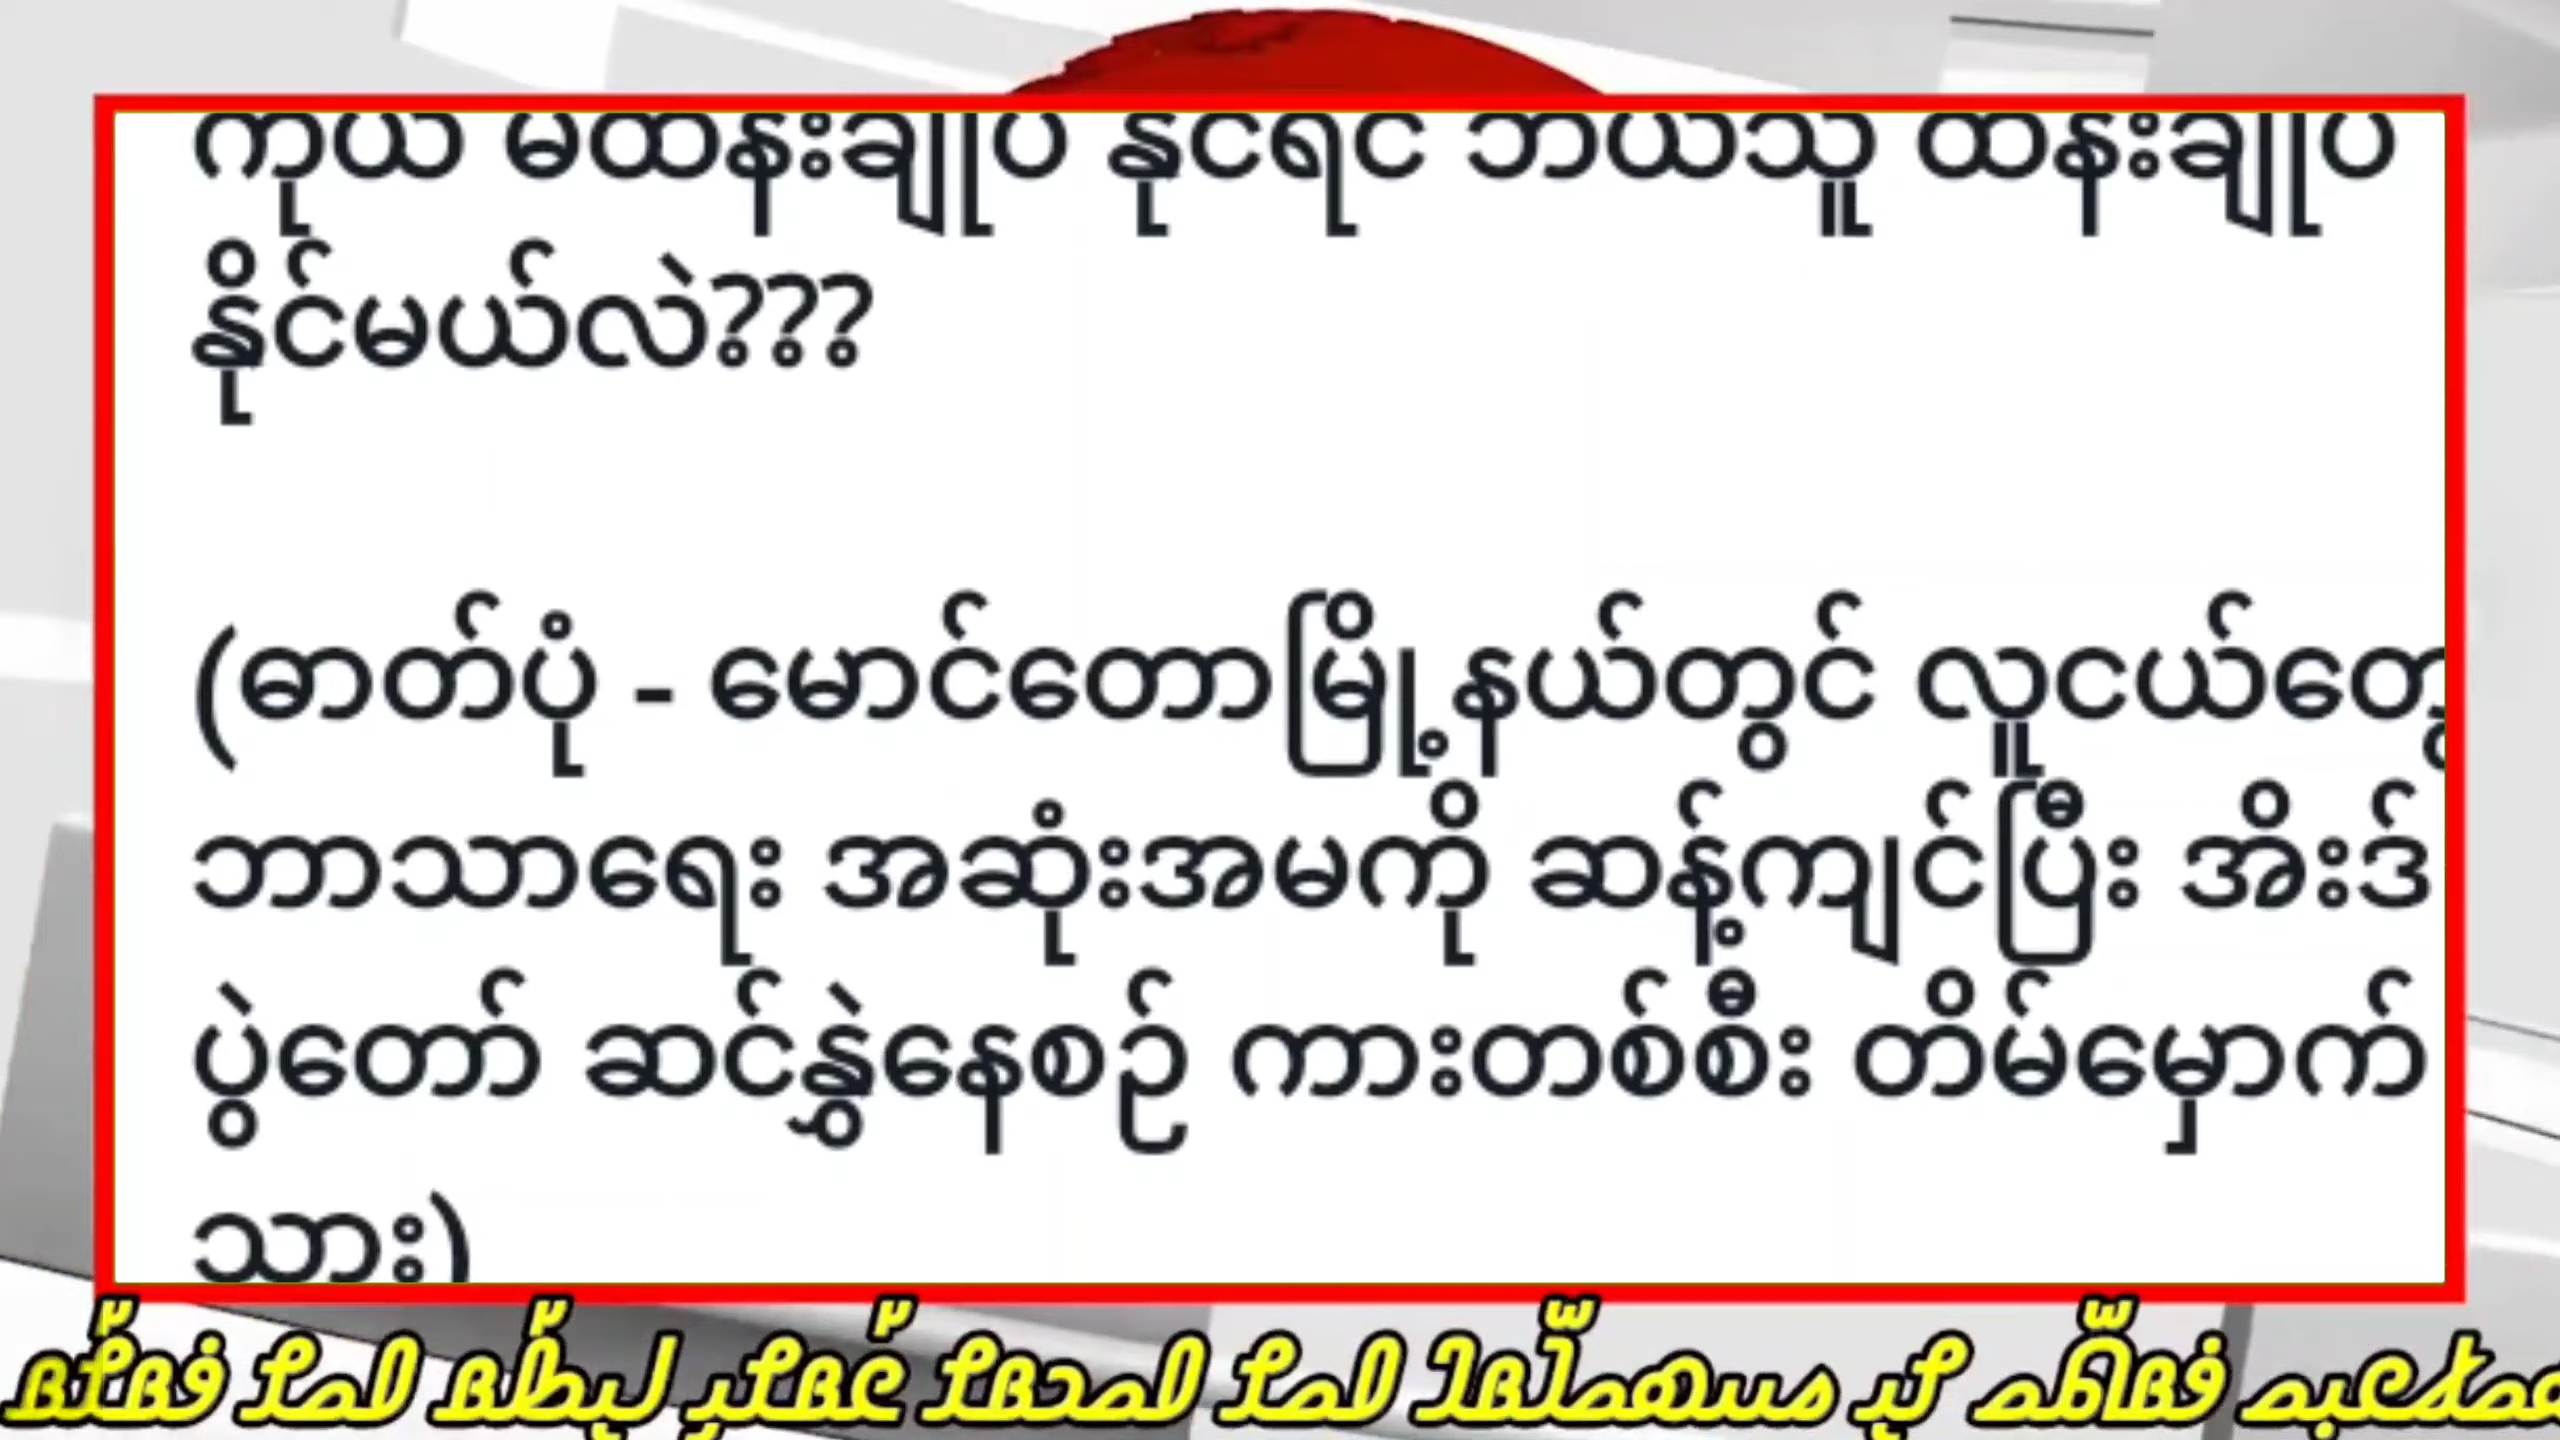 ကိုယ် မထိန်းချုပ် နိုင်ရင် ဘယ်သူ ထိန်းချုပ်
နိုင်မယ်လဲ???
(ဓာတ်ပုံ - မောင်တောမြို့နယ်တွင် လူငယ်တွေ
ဘာသာရေး အဆုံးအမကို ဆန့်ကျင်ပြီး အိးဒ်
ပွဲတော် ဆင်နွှဲနေစဉ် ကားတစ်စီး တိမ်မှောက်
သား)